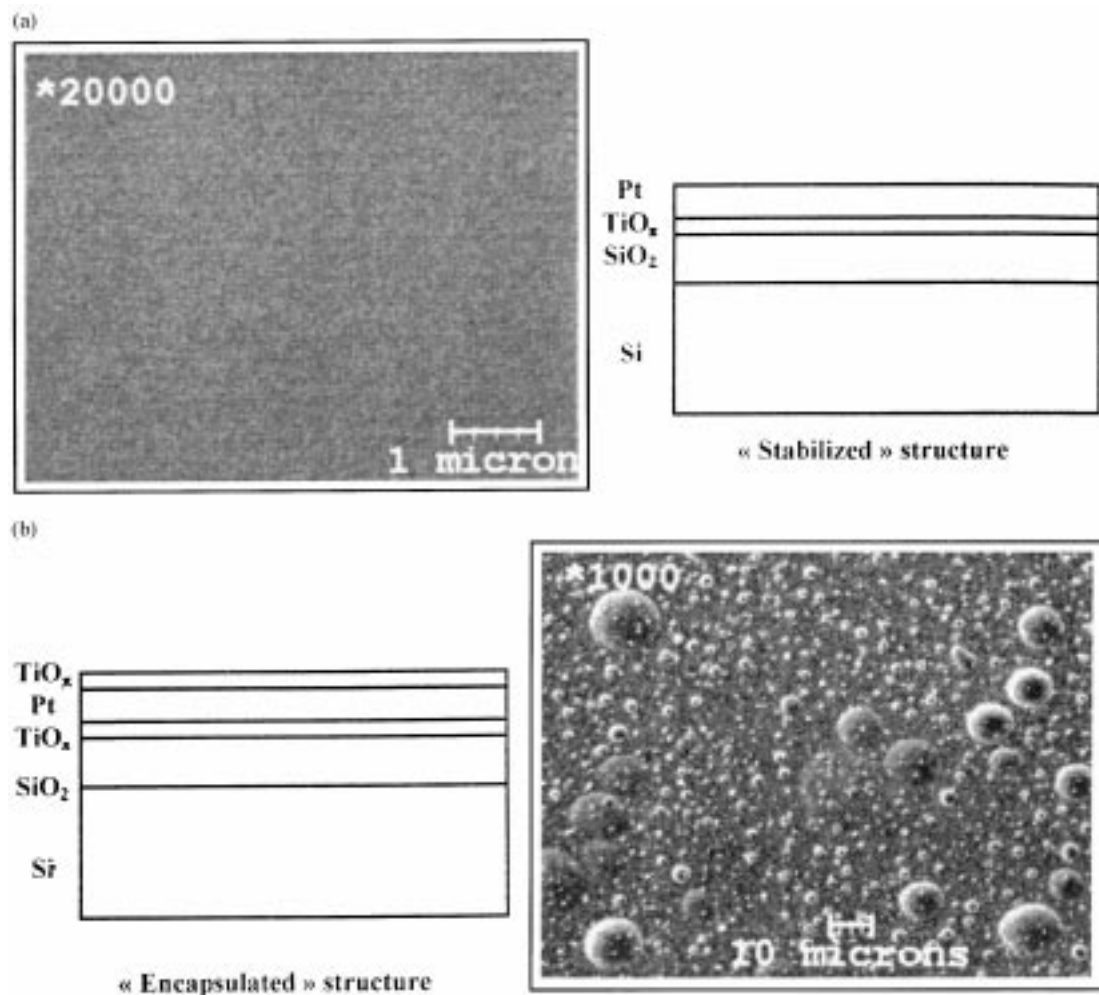 (a)
*20000
1 micron
Pt
TiOx
SiO2
Si
« Stabilized » structure
(b)
TiOx
Pt
TiOx
SiO2
Si
« Encapsulated » structure
*1000
10 microns